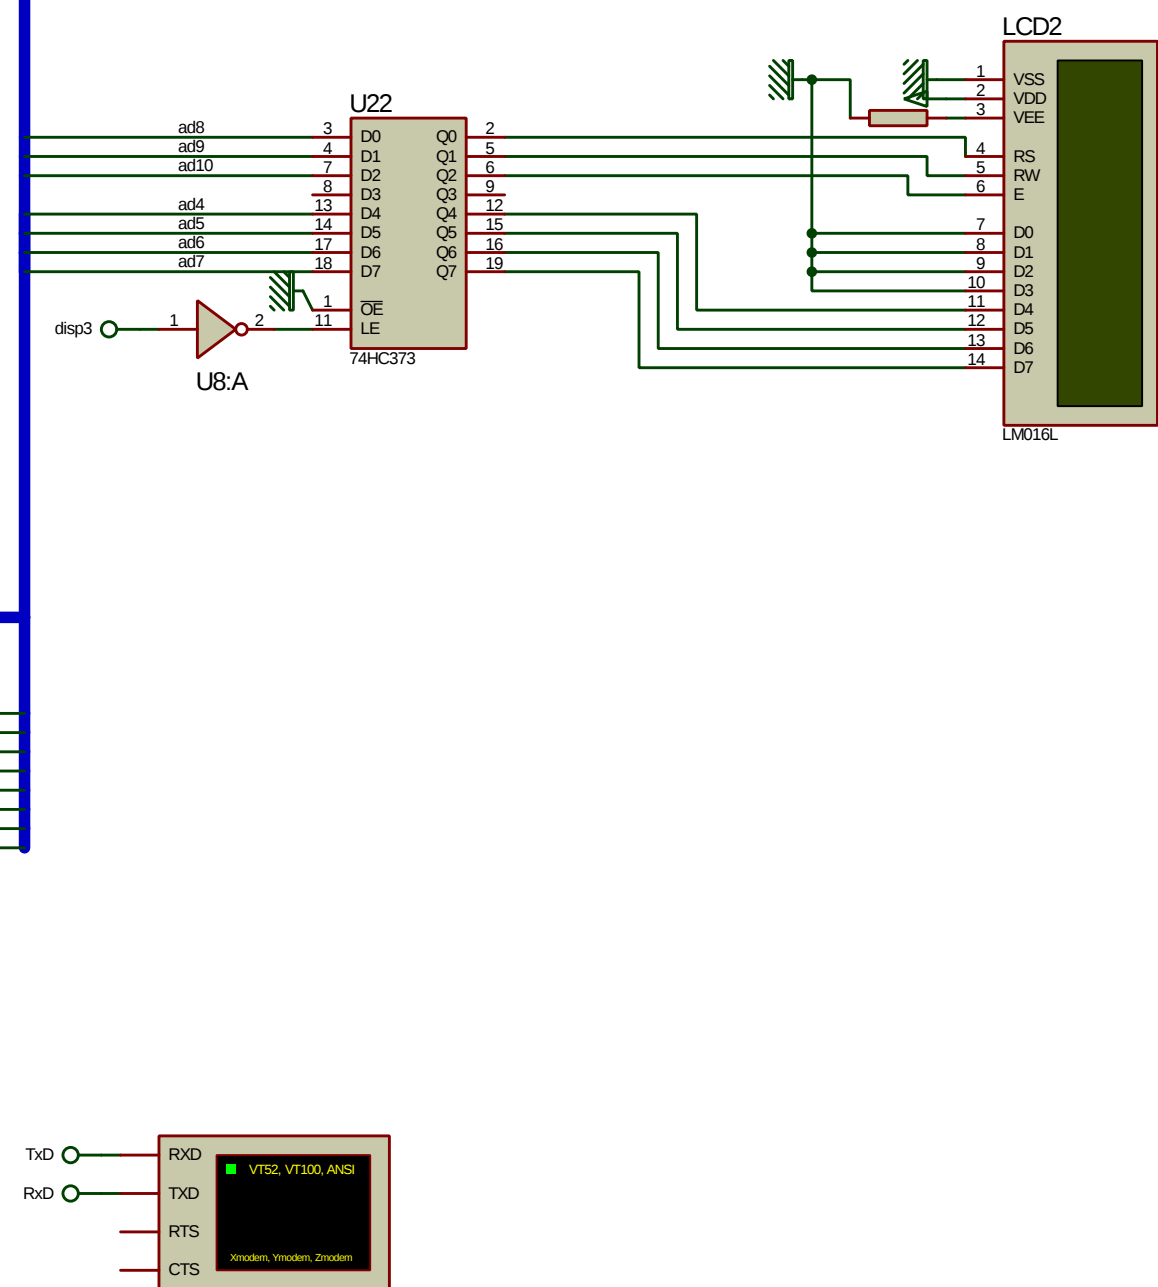 LCD2
1 VSS
2 VDD
3 VEE
4 RS
5 RW
6 E
7 D0
8 D1
9 D2
10 D3
11 D4
12 D5
13 D6
14 D7
LM016L
U22
ad8 3 D0 Q0 2
ad9 4 D1 Q1 5
ad10 7 D2 Q2 6
8 D3 Q3 9
ad4 13 D4 Q4 12
ad5 14 D5 Q5 15
ad6 17 D6 Q6 16
ad7 18 D7 Q7 19
1 OE
disp3 1 2 11 LE
74HC373
U8:A
TxD RXD
VT52, VT100, ANSI
RxD TXD
RTS
Xmodem, Ymodem, Zmodem
CTS